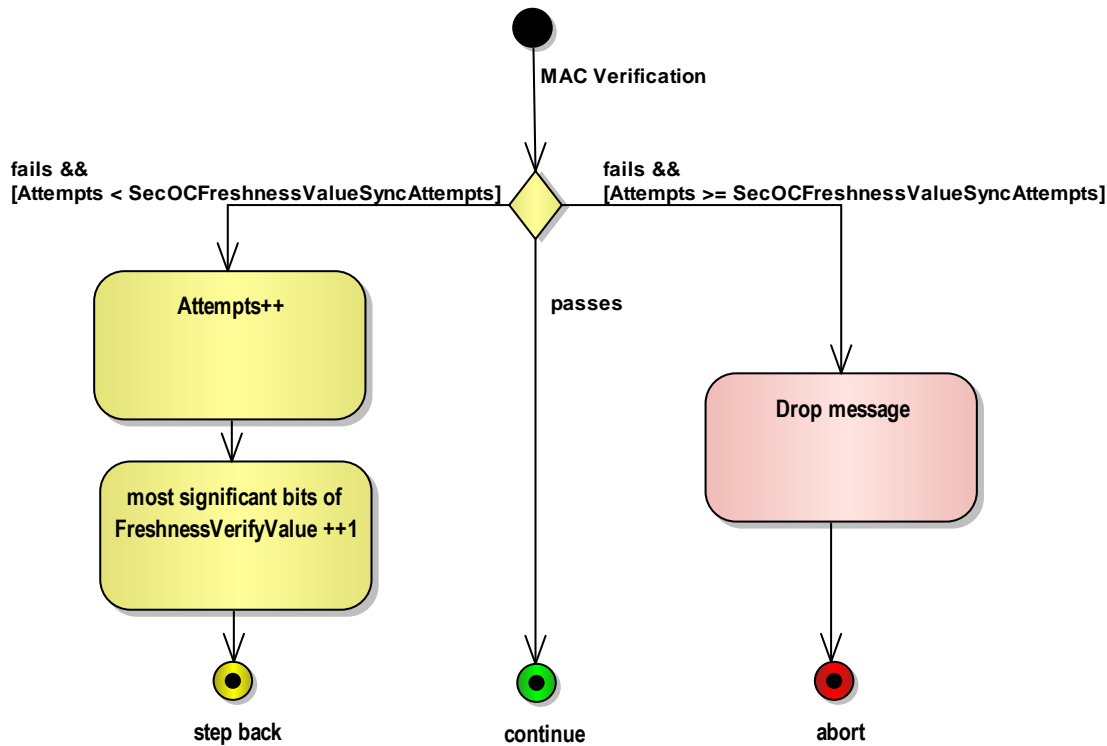 MAC Verification
fails &&
[Attempts < SecOCFreshnessValueSyncAttempts]
fails &&
[Attempts >= SecOCFreshnessValueSyncAttempts]
Attempts++
passes
Drop message
most significant bits of
FreshnessVerifyValue ++1
step back
continue
abort